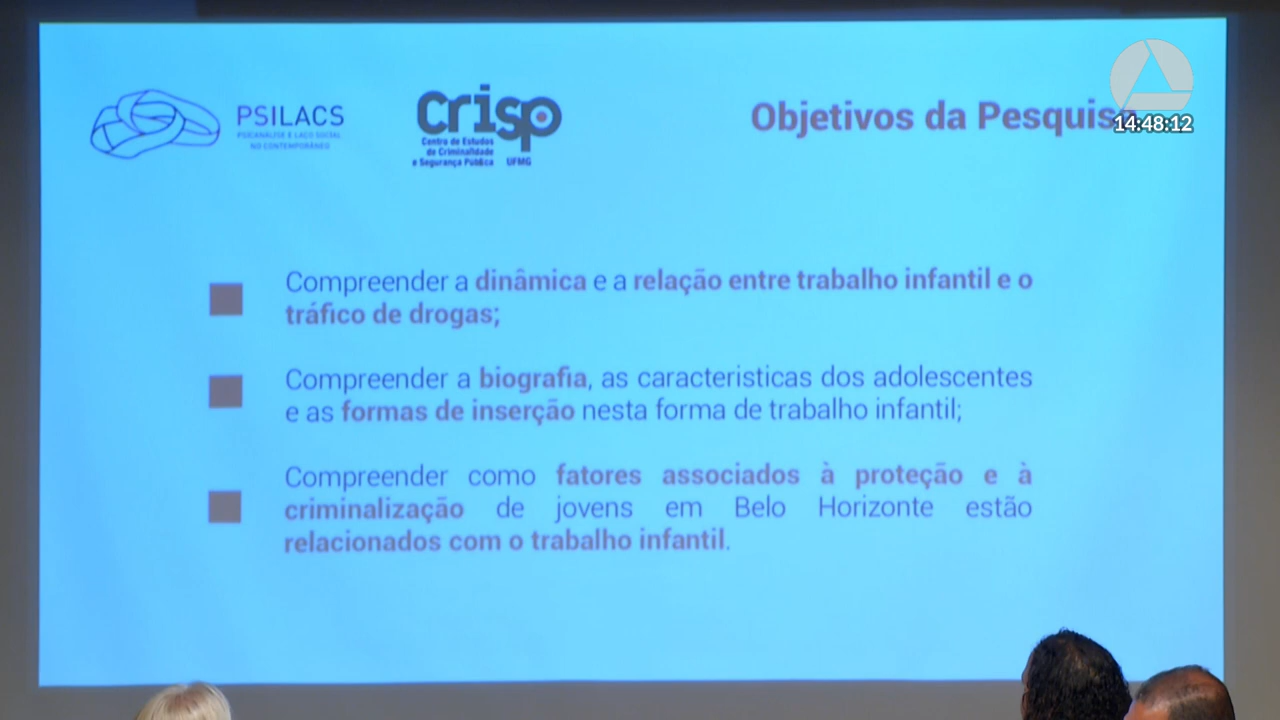 PSILACS
PSICANÁLISE E LAÇO SOCIAL
NO CONTEMPORÂNEO
crisp
Centro de Estudos
de Criminalidade
e Segurança Pública UFMG
Objetivos da Pesquisa
14:48:12
Compreender a dinâmica e a relação entre trabalho infantil e o
tráfico de drogas;
Compreender a biografia, as caracteristicas dos adolescentes
e as formas de inserção nesta forma de trabalho infantil;
Compreender como fatores associados à proteção e à
criminalização de jovens em Belo Horizonte estão
relacionados com o trabalho infantil.